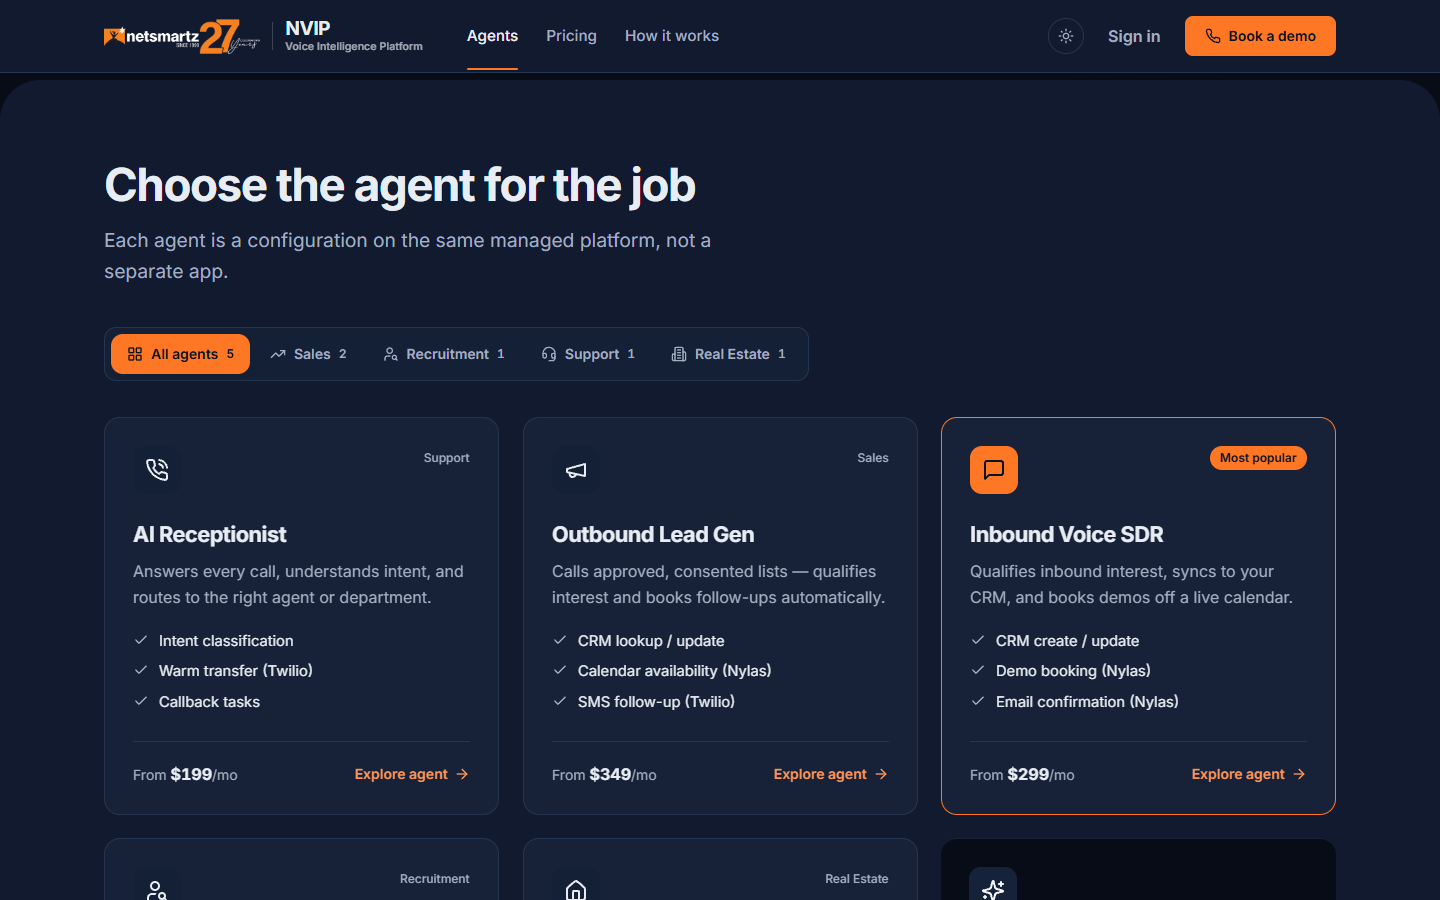 netsmartz
SINCE 1999
27
Years
NVIP
Voice Intelligence Platform
Agents
Pricing
How it works
Sign in
Book a demo
Choose the agent for the job
Each agent is a configuration on the same managed platform, not a
separate app.
All agents 5
Sales 2
Recruitment 1
Support 1
Real Estate 1
Support
AI Receptionist
Answers every call, understands intent, and
routes to the right agent or department.
Intent classification
Warm transfer (Twilio)
Callback tasks
From $199/mo
Explore agent
Sales
Outbound Lead Gen
Calls approved, consented lists — qualifies
interest and books follow-ups automatically.
CRM lookup / update
Calendar availability (Nylas)
SMS follow-up (Twilio)
From $349/mo
Explore agent
Most popular
Inbound Voice SDR
Qualifies inbound interest, syncs to your
CRM, and books demos off a live calendar.
CRM create / update
Demo booking (Nylas)
Email confirmation (Nylas)
From $299/mo
Explore agent
Recruitment
Real Estate